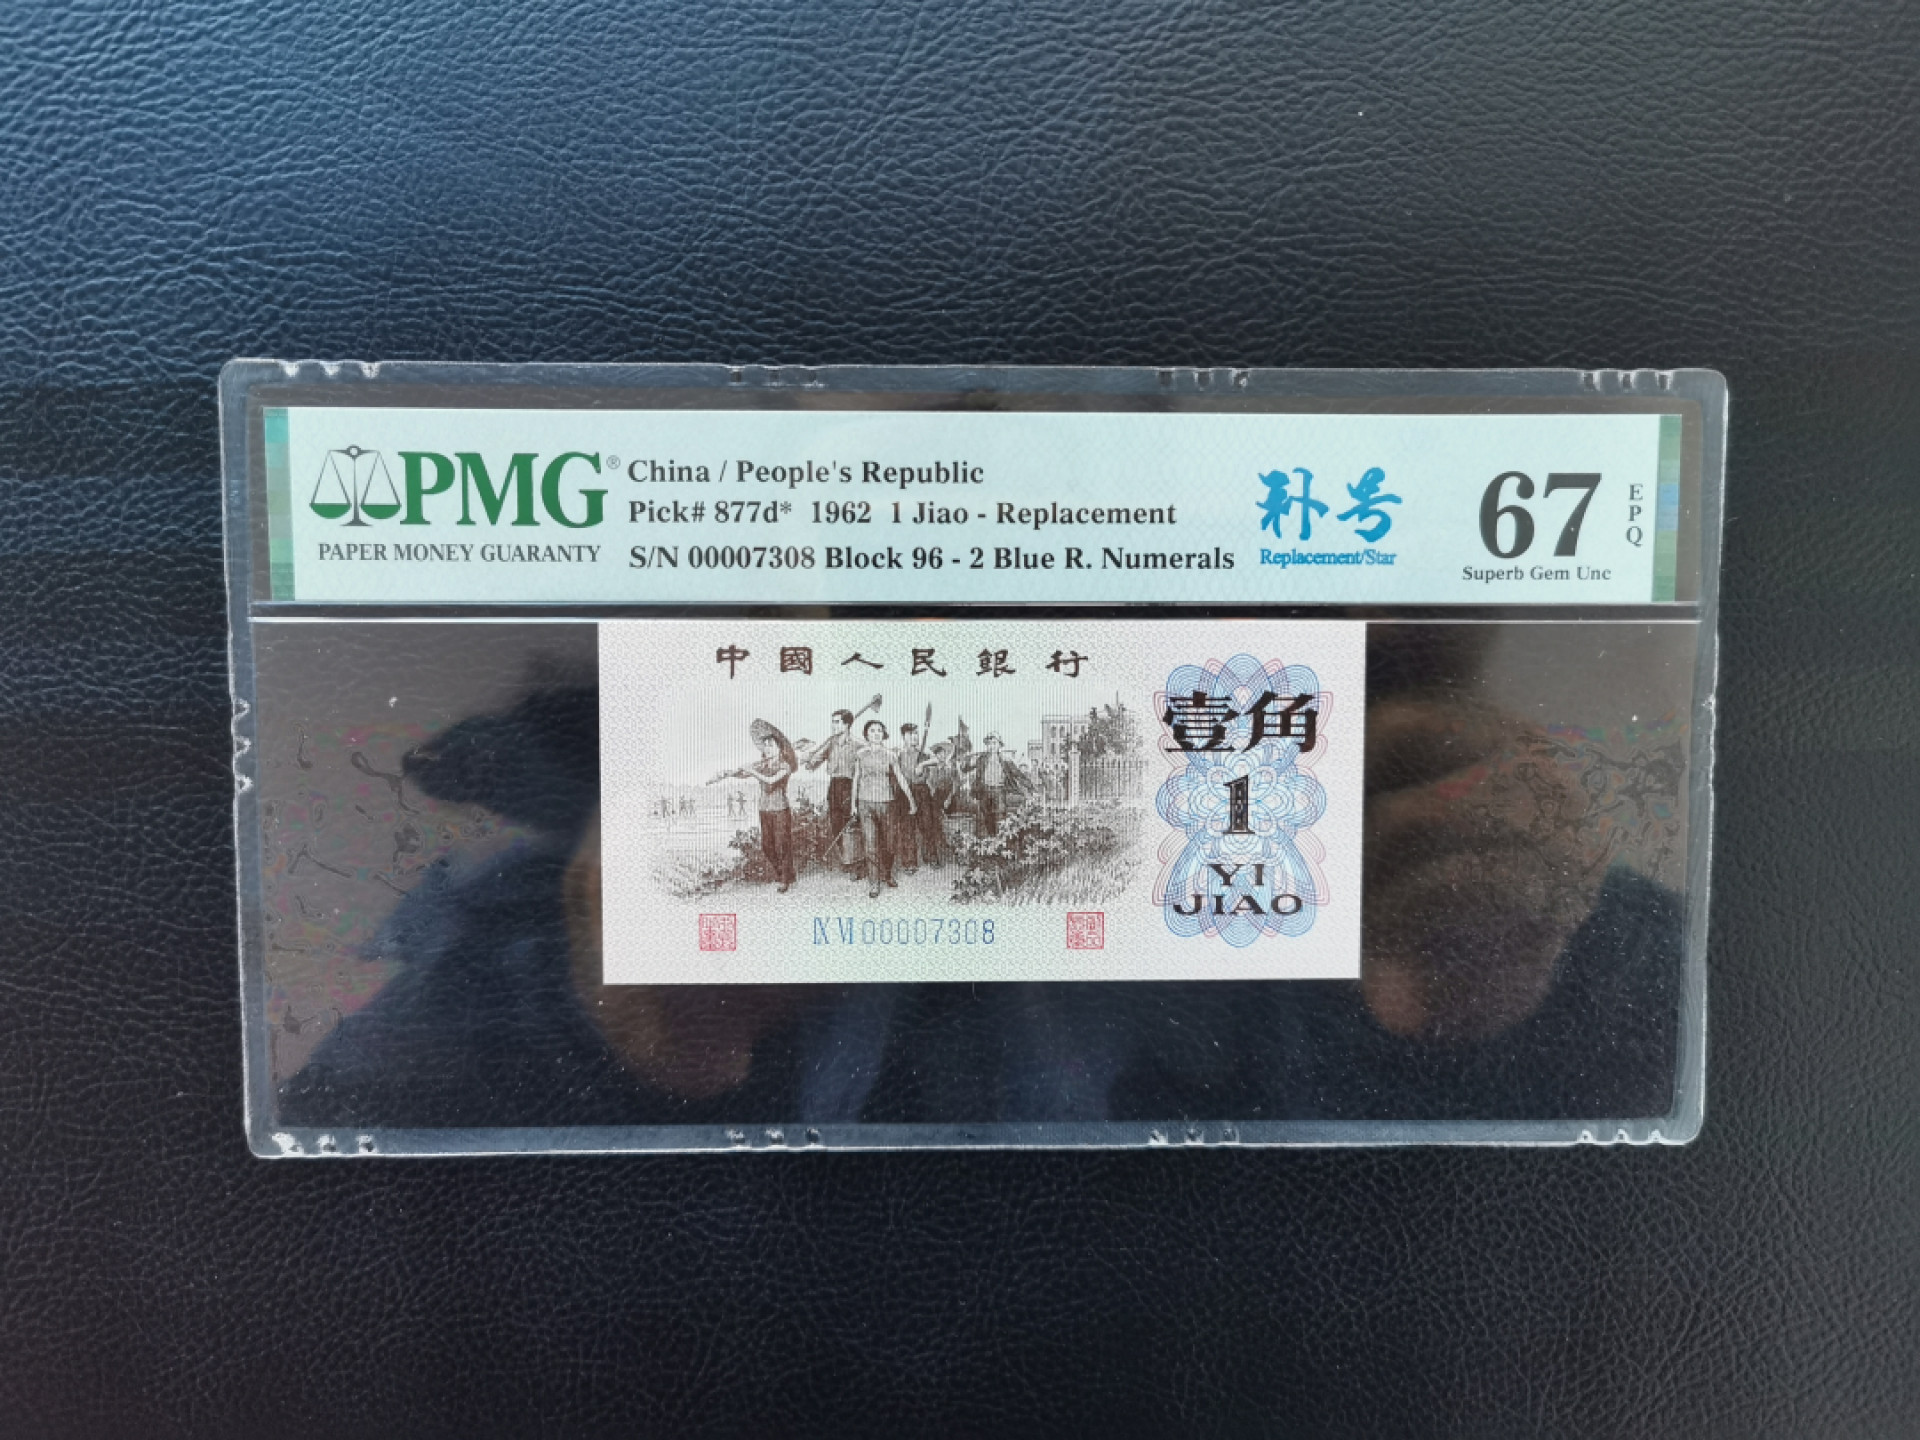 PMG®
PAPER MONEY GUARANTY
China / People's Republic
Pick# 877d* 1962 1 Jiao - Replacement
S/N 00007308 Block 96 - 2 Blue R. Numerals
补号
Replacement/Star
67
EPQ
Superb Gem Unc
中國人民銀行
壹角
1
YI
JIAO
IX VI 00007308